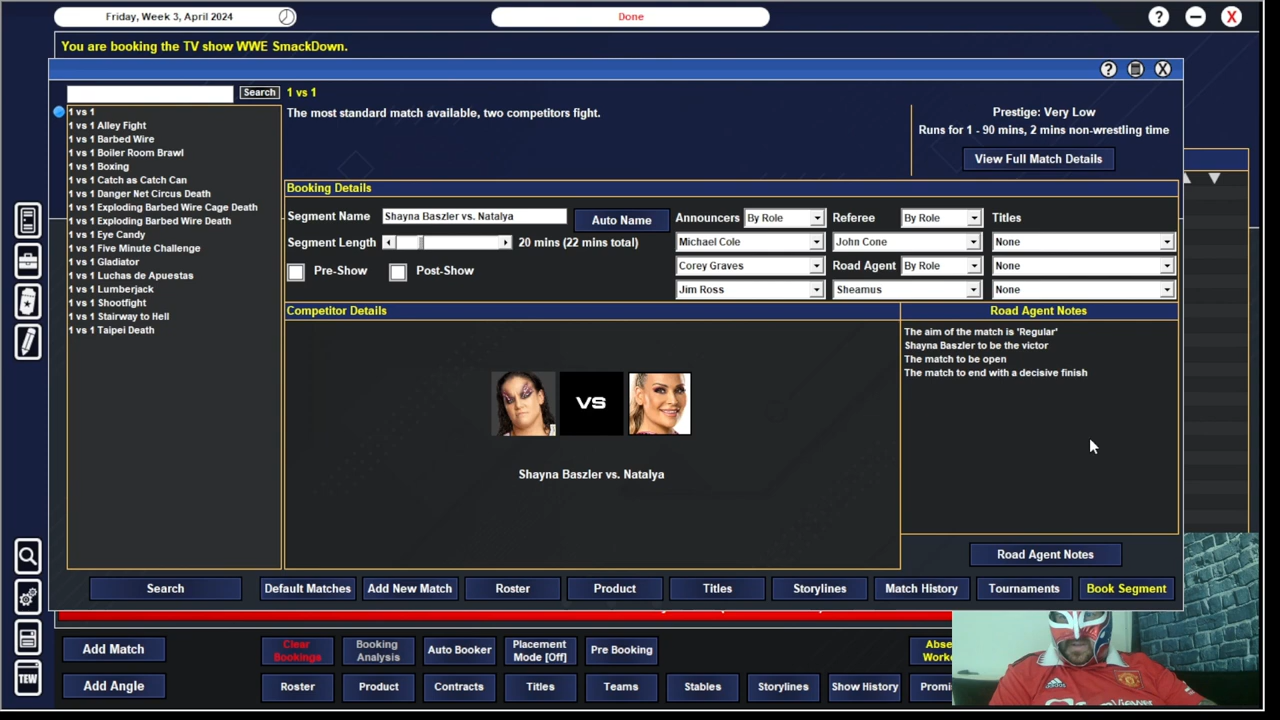 Friday, Week 3, April 2024
Done
?
X
You are booking the TV show WWE SmackDown.
?
X
Search
1 vs 1
1 vs 1
1 vs 1 Alley Fight
1 vs 1 Barbed Wire
1 vs 1 Boiler Room Brawl
1 vs 1 Boxing
1 vs 1 Catch as Catch Can
1 vs 1 Danger Net Circus Death
1 vs 1 Exploding Barbed Wire Cage Death
1 vs 1 Exploding Barbed Wire Death
1 vs 1 Eye Candy
1 vs 1 Five Minute Challenge
1 vs 1 Gladiator
1 vs 1 Luchas de Apuestas
1 vs 1 Lumberjack
1 vs 1 Shootfight
1 vs 1 Stairway to Hell
1 vs 1 Taipei Death
The most standard match available, two competitors fight.
Prestige: Very Low
Runs for 1 - 90 mins, 2 mins non-wrestling time
View Full Match Details
Booking Details
Segment Name Shayna Baszler vs. Natalya Auto Name Announcers By Role Referee By Role Titles
Segment Length 20 mins (22 mins total) Michael Cole John Cone None
Pre-Show Post-Show Corey Graves Road Agent By Role None
Jim Ross Sheamus None
Competitor Details
Road Agent Notes
The aim of the match is 'Regular'
Shayna Baszler to be the victor
The match to be open
The match to end with a decisive finish
VS
Shayna Baszler vs. Natalya
Road Agent Notes
Search Default Matches Add New Match Roster Product Titles Storylines Match History Tournaments Book Segment
Add Match Clear Bookings Booking Analysis Auto Booker Placement Mode [Off] Pre Booking
TEW
Add Angle Roster Product Contracts Titles Teams Stables Storylines Show History
adidas